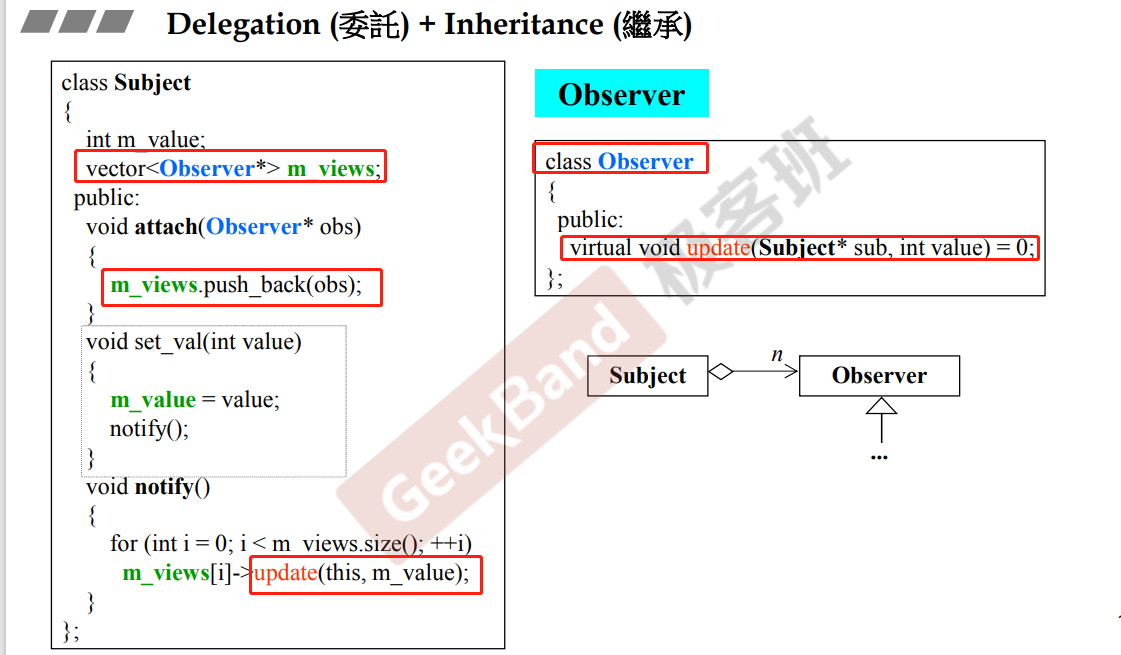 Delegation (委託) + Inheritance (繼承)
class Subject
{
int m_value;
vector<Observer*> m_views;
public:
void attach(Observer* obs)
{
m_views.push_back(obs);
}
void set_val(int value)
{
m_value = value;
notify();
}
void notify()
{
for (int i = 0; i < m_views.size(); ++i)
m_views[i]->update(this, m_value);
}
};
Observer
class Observer
{
public:
virtual void update(Subject* sub, int value) = 0;
};
Subject
n
Observer
...
GeekBand
极客班